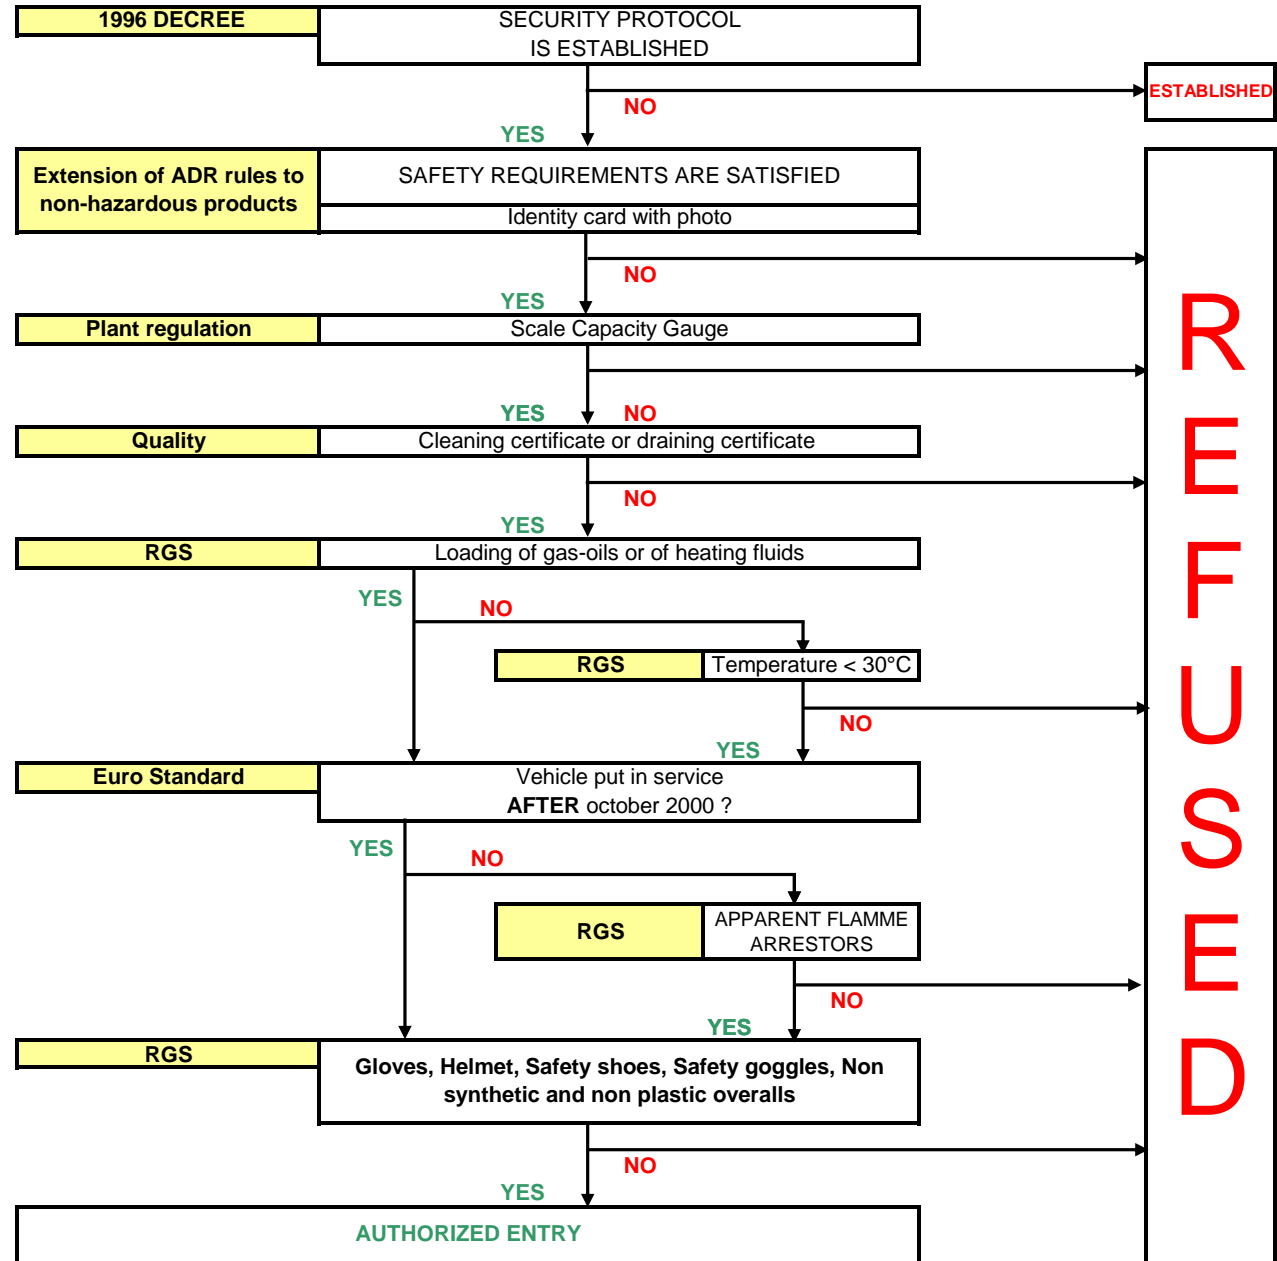 1996 DECREE
SECURITY PROTOCOL
IS ESTABLISHED
NO
ESTABLISHED
YES
Extension of ADR rules to
non-hazardous products
SAFETY REQUIREMENTS ARE SATISFIED
Identity card with photo
NO
YES
Plant regulation
Scale Capacity Gauge
YES
NO
Quality
Cleaning certificate or draining certificate
NO
YES
RGS
Loading of gas-oils or of heating fluids
YES
NO
RGS
Temperature < 30°C
NO
YES
Euro Standard
Vehicle put in service
AFTER october 2000 ?
YES
NO
RGS
APPARENT FLAMME
ARRESTORS
NO
YES
RGS
Gloves, Helmet, Safety shoes, Safety goggles, Non
synthetic and non plastic overalls
NO
YES
AUTHORIZED ENTRY
REFUSED